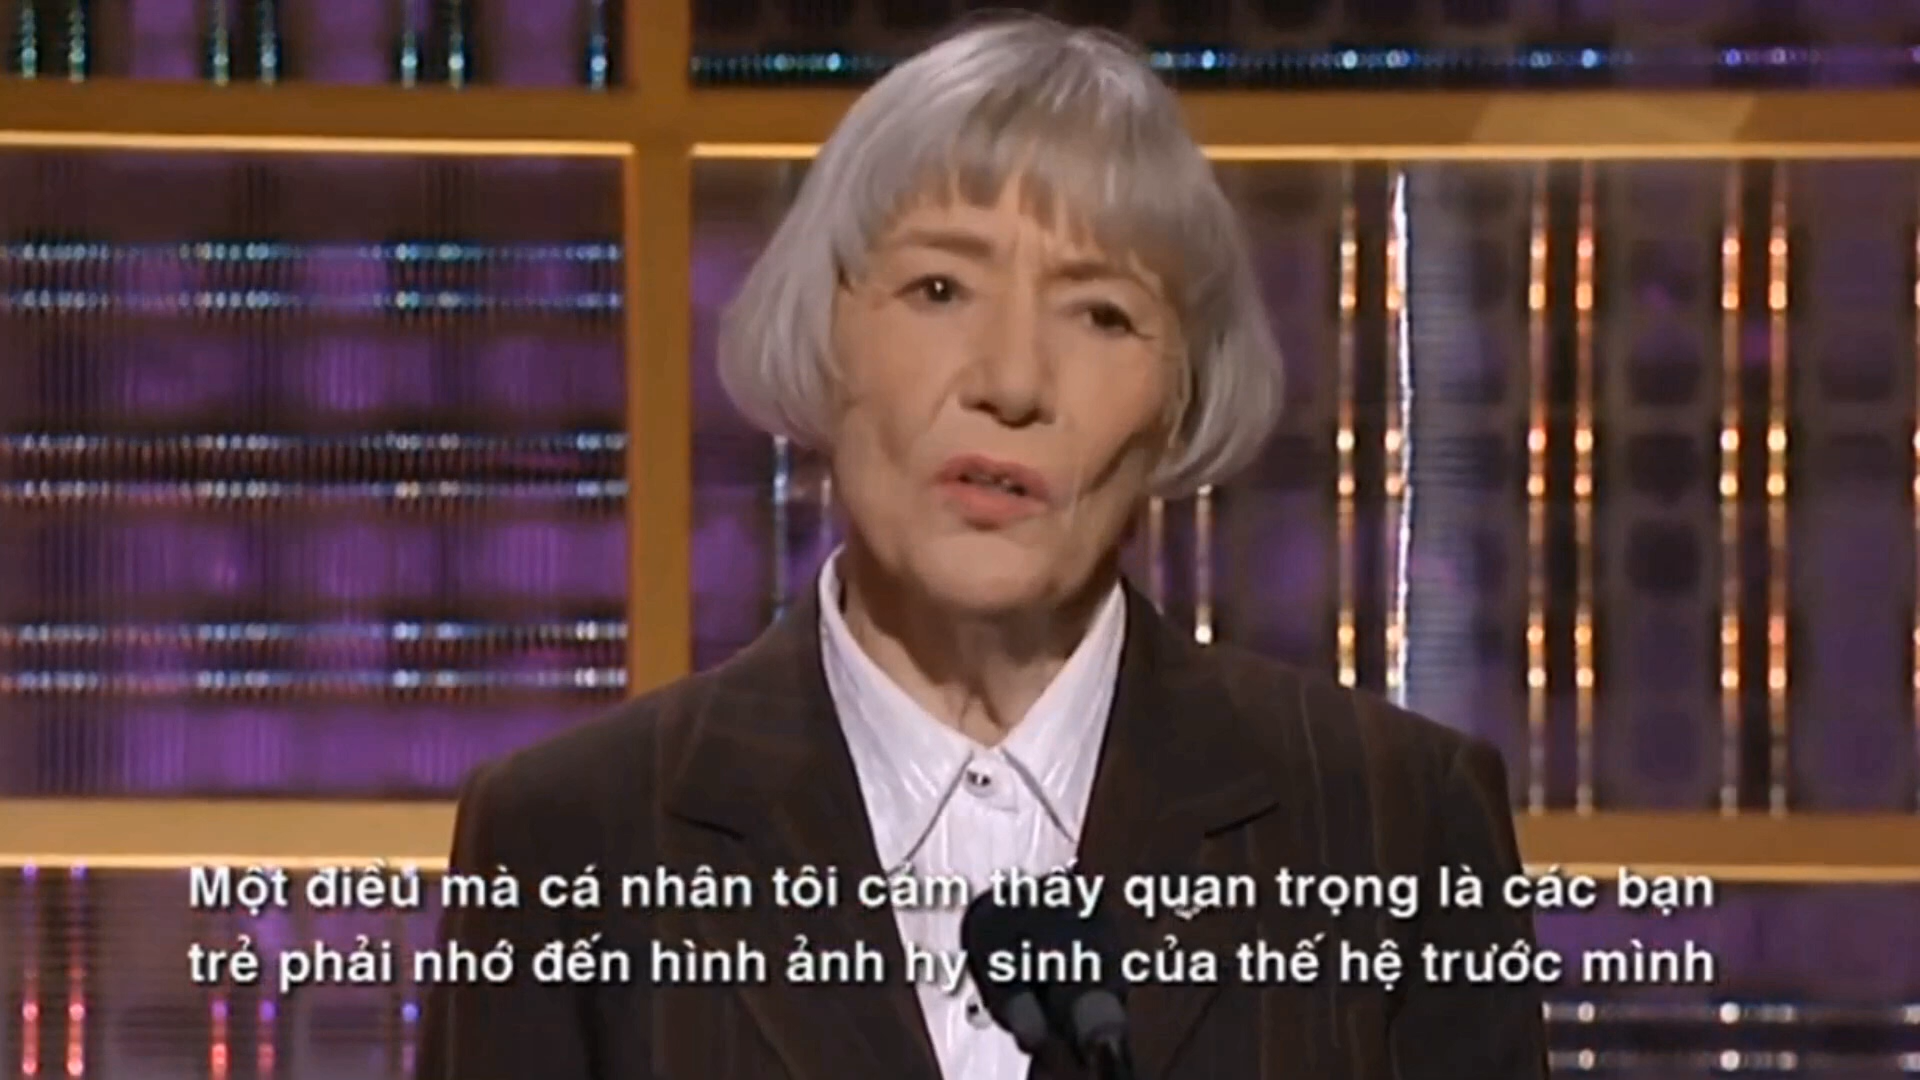 Một điều mà cá nhân tôi cảm thấy quan trọng là các bạn
trẻ phải nhớ đến hình ảnh hy sinh của thế hệ trước mình